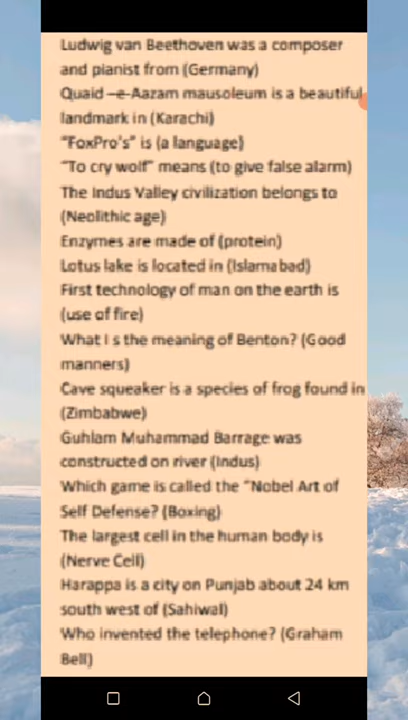 Ludwig van Beethoven was a composer
and pianist from (Germany)
Quaid –e-Aazam mausoleum is a beautiful
landmark in (Karachi)
"FoxPro's" is (a language)
"To cry wolf" means (to give false alarm)
The Indus Valley civilization belongs to
(Neolithic age)
Enzymes are made of (protein)
Lotus lake is located in (Islamabad)
First technology of man on the earth is
(use of fire)
What I s the meaning of Benton? (Good
manners)
Cave squeaker is a species of frog found in
(Zimbabwe)
Guhlam Muhammad Barrage was
constructed on river (Indus)
Which game is called the "Nobel Art of
Self Defense? (Boxing)
The largest cell in the human body is
(Nerve Cell)
Harappa is a city on Punjab about 24 km
south west of (Sahiwal)
Who invented the telephone? (Graham
Bell)